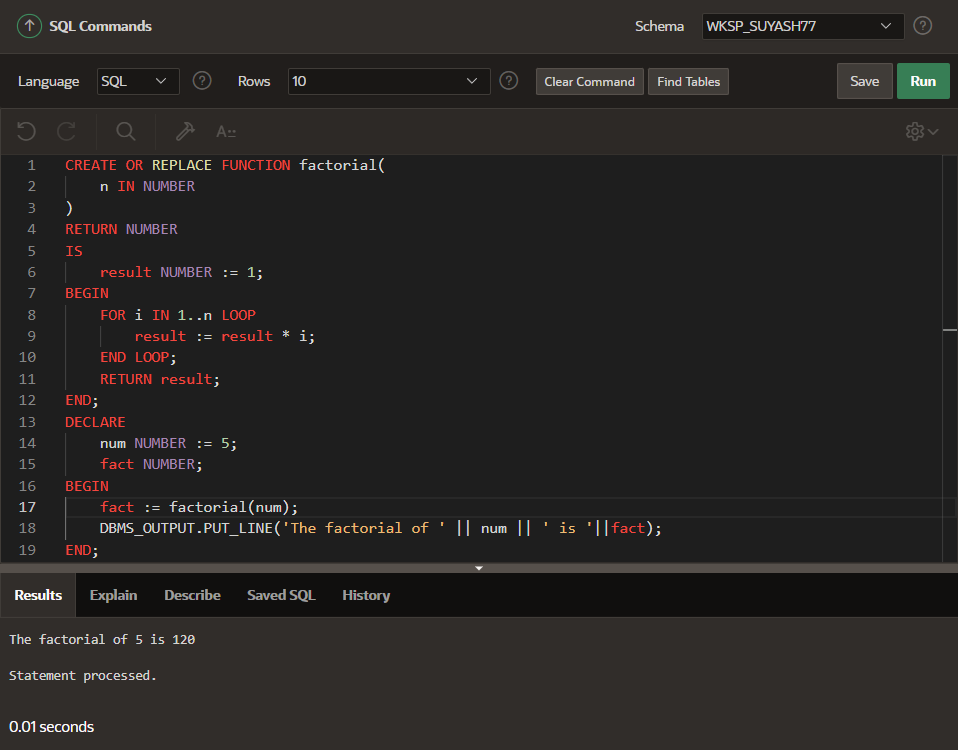 SQL Commands
Schema WKSP_SUYASH77 ?
Language SQL ? Rows 10 ? Clear Command Find Tables Save Run
A::
1 CREATE OR REPLACE FUNCTION factorial(
2 n IN NUMBER
3 )
4 RETURN NUMBER
5 IS
6 result NUMBER := 1;
7 BEGIN
8 FOR i IN 1..n LOOP
9 result := result * i;
10 END LOOP;
11 RETURN result;
12 END;
13 DECLARE
14 num NUMBER := 5;
15 fact NUMBER;
16 BEGIN
17 fact := factorial(num);
18 DBMS_OUTPUT.PUT_LINE('The factorial of ' || num || ' is '||fact);
19 END;
Results Explain Describe Saved SQL History
The factorial of 5 is 120
Statement processed.
0.01 seconds